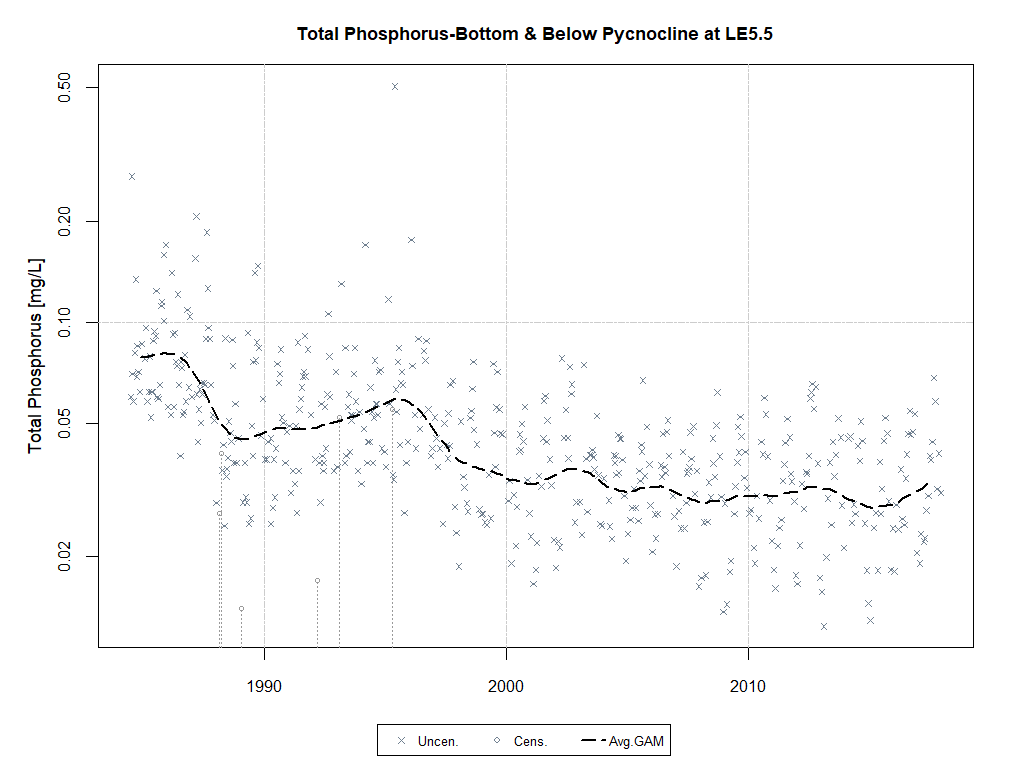 Total Phosphorus-Bottom & Below Pycnocline at LE5.5
Total Phosphorus [mg/L]
0.50
0.20
0.10
0.05
0.02
1990 2000 2010
Uncen. Cens. Avg.GAM